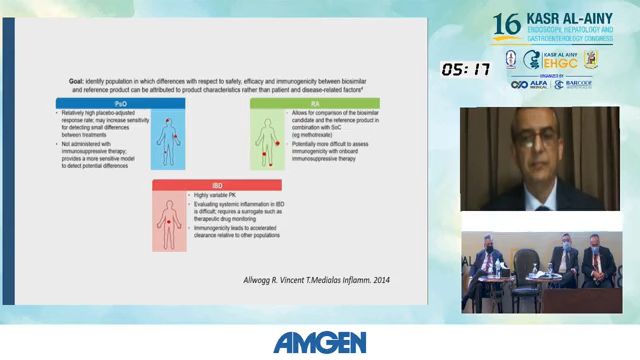 16 KASR AL-AINY
ENDOSCOPY, HEPATOLOGY AND
GASTROENTEROLOGY CONGRESS
KASR AL AINY
EHGC
ORGANIZED BY
ALFA
MEDICAL
BARCODE
05:17
Goal: identify population in which differences with respect to safety, efficacy and immunogenicity between biosimilar
and reference product can be attributed to product characteristics rather than patient and disease-related factors
PsO
• Relatively high placebo-adjusted
response rate; may increase sensitivity
for detecting small differences
between treatments
• Not administered with
immunosuppressive therapy;
provides a more sensitive model
to detect potential differences
RA
• Allows for comparison of the biosimilar
candidate and the reference product in
combination with SoC
(eg methotrexate)
• Potentially more difficult to assess
immunogenicity with onboard
immunosuppressive therapy
IBD
• Highly variable PK
• Evaluating systemic inflammation in IBD
is difficult; requires a surrogate such as
therapeutic drug monitoring
• Immunogenicity leads to accelerated
clearance relative to other populations
Allwogg R. Vincent T.Medialas Inflamm. 2014
AMGEN